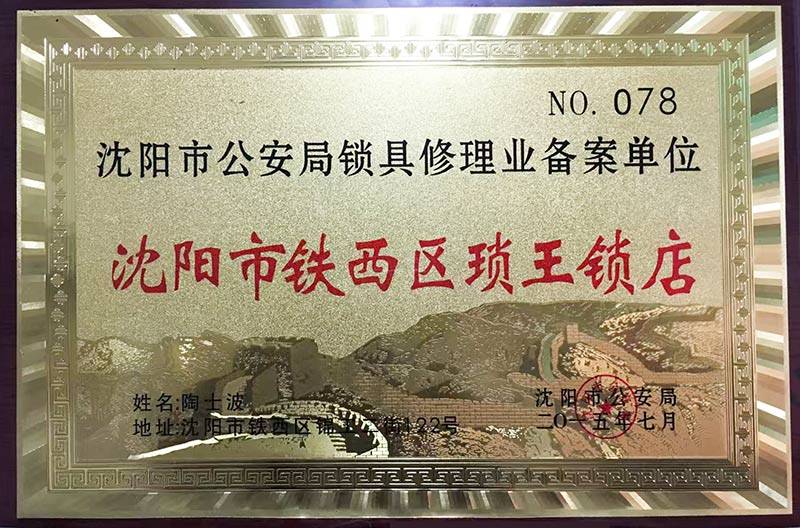 NO. 078
沈阳市公安局锁具修理业备案单位
沈阳市铁西区琐王锁店
姓名:陶士波
沈阳市公安局
地址:沈阳市铁西区锦工街122号
二〇一五年七月